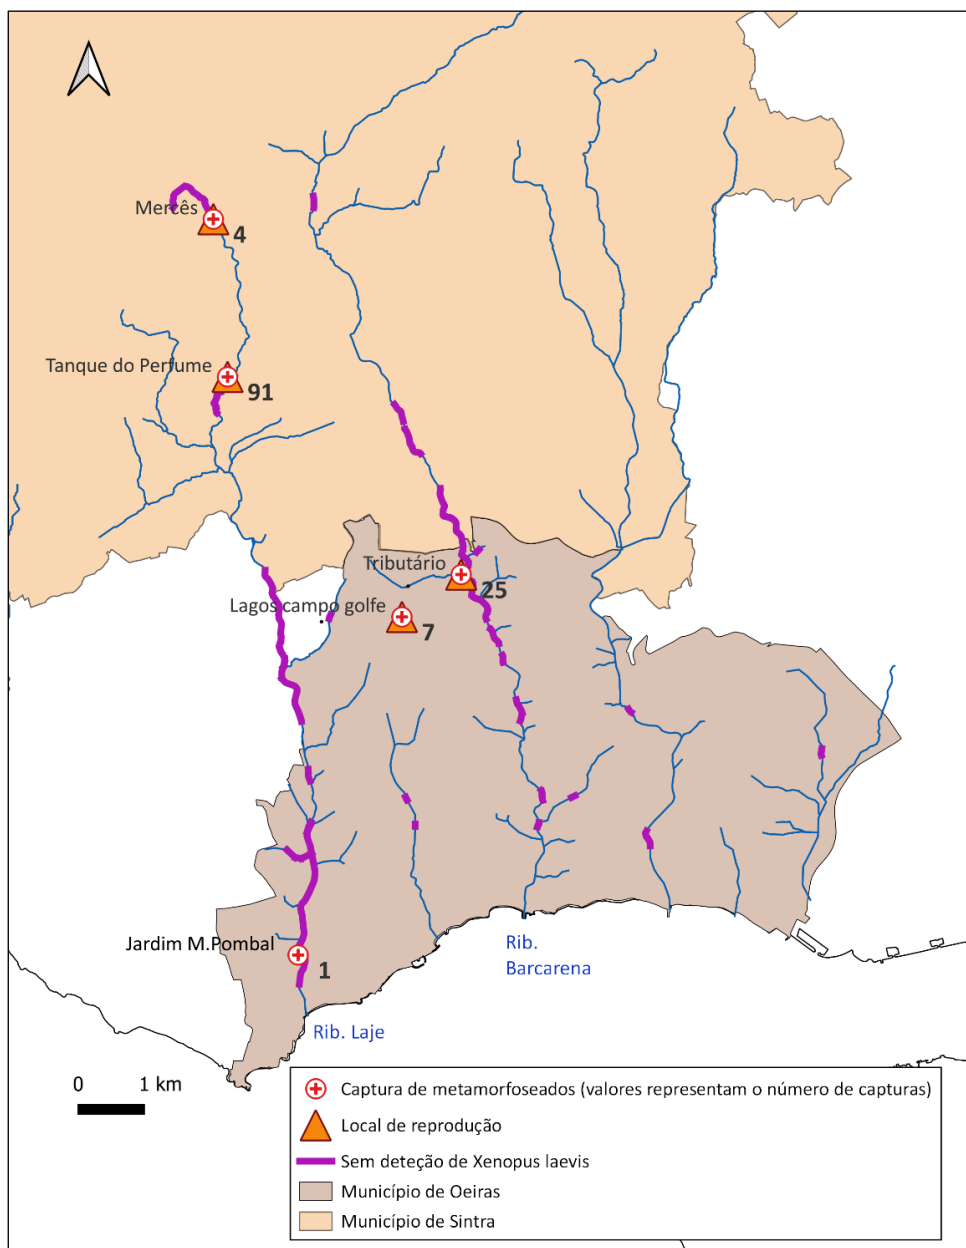 Mercês
4
Tanque do Perfume
91
Tributário
25
Lagos campo golfe
7
Jardim M.Pombal
1
Rib.
Barcarena
Rib. Laje
0 1 km
Captura de metamorfoseados (valores representam o número de capturas)
Local de reprodução
Sem deteção de Xenopus laevis
Município de Oeiras
Município de Sintra